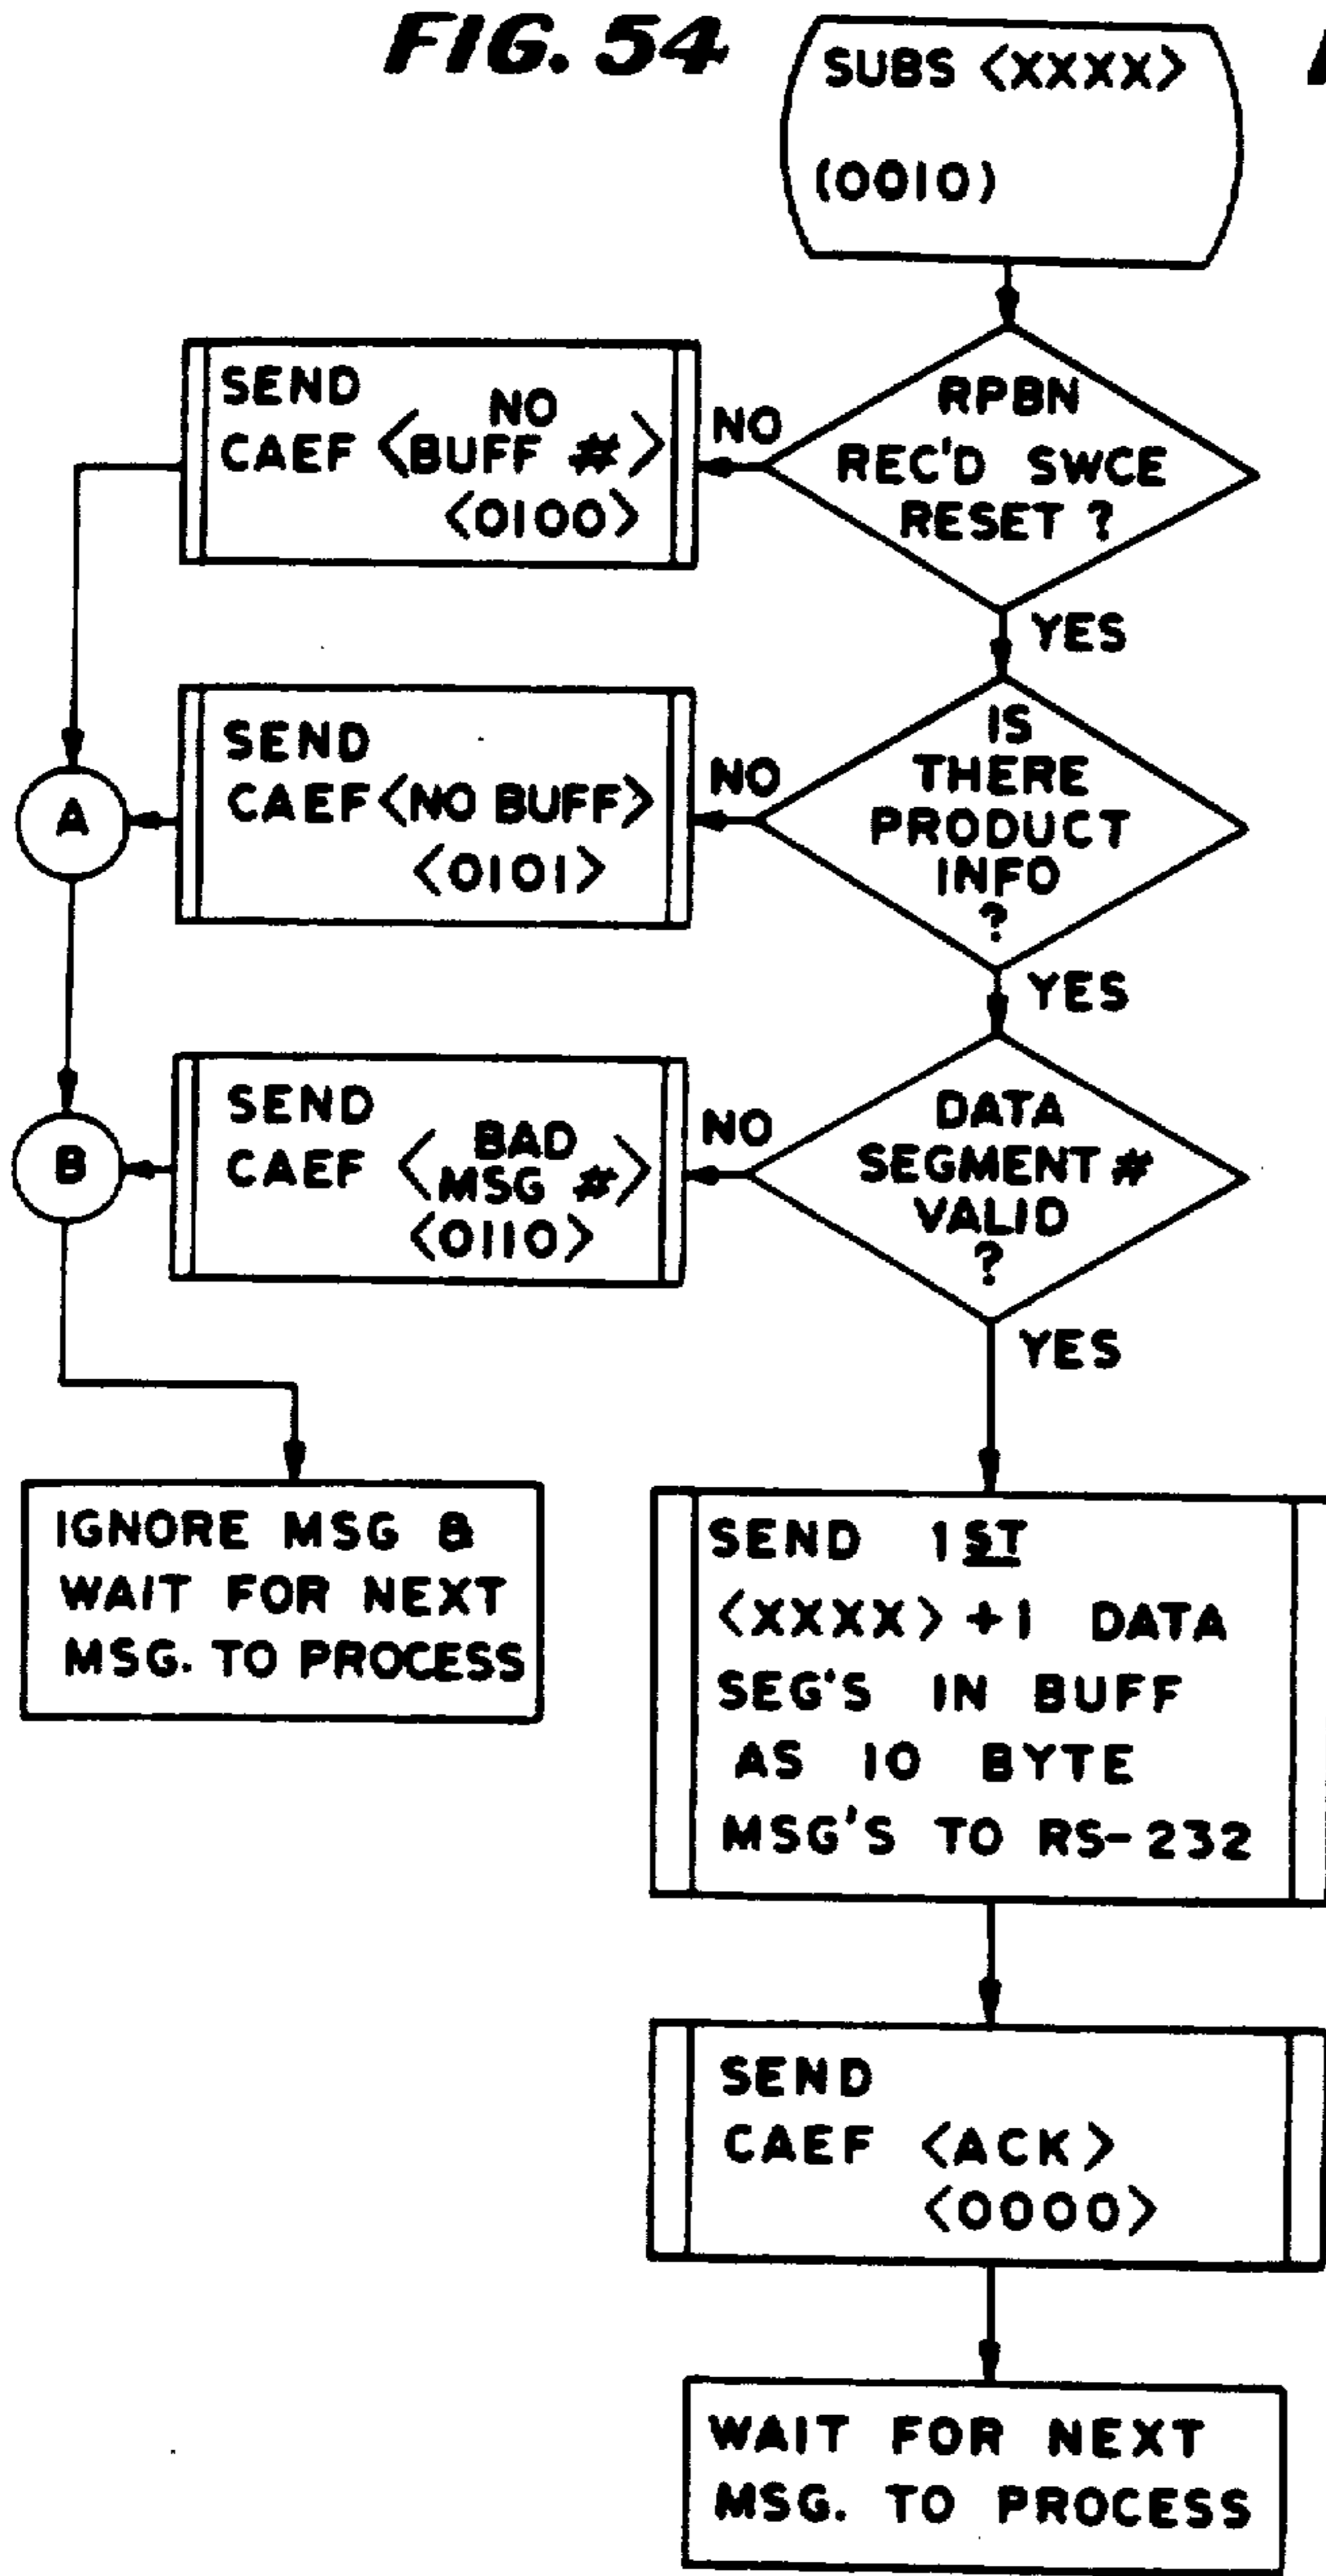 FIG. 54
SUBS <XXXX>
(0010)
RPBN
REC'D SWCE
RESET ?
NO
SEND
CAEF <NO
BUFF #>
<0100>
YES
IS
THERE
PRODUCT
INFO
?
NO
SEND
CAEF <NO BUFF>
<0101>
A
YES
DATA
SEGMENT #
VALID
?
NO
SEND
CAEF <BAD
MSG #>
<0110>
B
YES
IGNORE MSG &
WAIT FOR NEXT
MSG. TO PROCESS
SEND 1ST
<XXXX> +1 DATA
SEG'S IN BUFF
AS 10 BYTE
MSG'S TO RS-232
SEND
CAEF <ACK>
<0000>
WAIT FOR NEXT
MSG. TO PROCESS